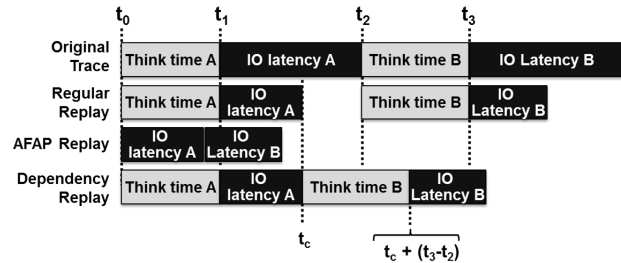 t0 t1 t2 t3
Original
Trace
Think time A IO latency A Think time B IO Latency B
Regular
Replay
Think time A IO
latency A Think time B IO
Latency B
AFAP Replay IO
latency A IO
Latency B
Dependency
Replay
Think time A IO
latency A Think time B IO
Latency B
tc
tc + (t3-t2)